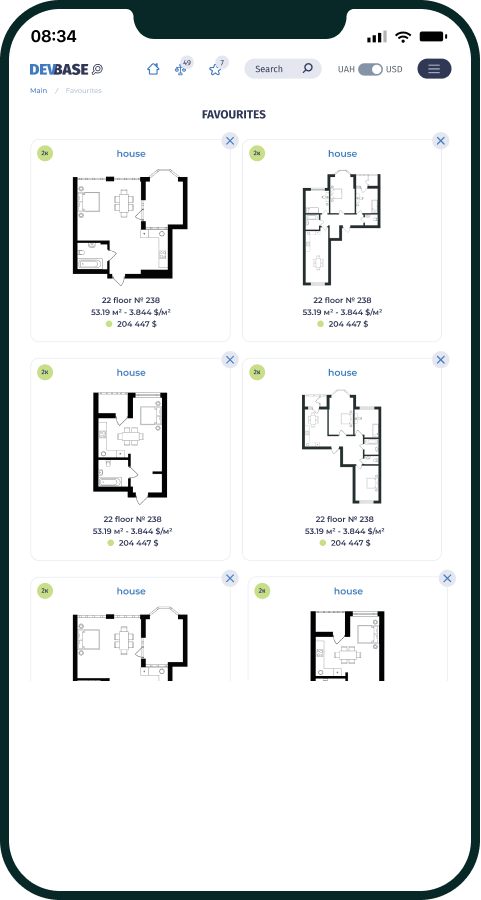 08:34
DEVBASE
49
7
Search
UAH
USD
Main / Favourites
FAVOURITES
2к
house
22 floor № 238
53.19 м² - 3.844 $/м²
204 447 $
2к
house
22 floor № 238
53.19 м² - 3.844 $/м²
204 447 $
2к
house
22 floor № 238
53.19 м² - 3.844 $/м²
204 447 $
2к
house
22 floor № 238
53.19 м² - 3.844 $/м²
204 447 $
2к
house
2к
house